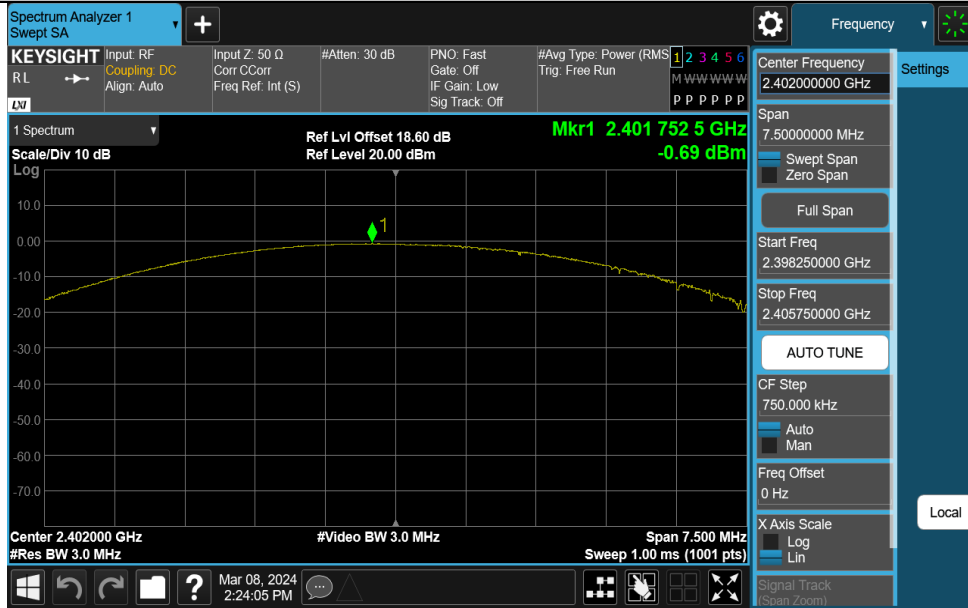 Spectrum Analyzer 1
Swept SA
Frequency
KEYSIGHT
RL
LXI
Input: RF
Coupling: DC
Align: Auto
Input Z: 50 Ω
Corr CCorr
Freq Ref: Int (S)
#Atten: 30 dB
PNO: Fast
Gate: Off
IF Gain: Low
Sig Track: Off
#Avg Type: Power (RMS
Trig: Free Run
1 2 3 4 5 6
M W W W W W
P P P P P P
Center Frequency
2.402000000 GHz
Settings
Span
7.50000000 MHz
Swept Span
Zero Span
Full Span
Start Freq
2.398250000 GHz
Stop Freq
2.405750000 GHz
AUTO TUNE
CF Step
750.000 kHz
Auto
Man
Freq Offset
0 Hz
X Axis Scale
Log
Lin
Signal Track
(Span Zoom)
Local
1 Spectrum
Scale/Div 10 dB
Ref Lvl Offset 18.60 dB
Ref Level 20.00 dBm
Mkr1 2.401 752 5 GHz
-0.69 dBm
Log
10.0
0.00
-10.0
-20.0
-30.0
-40.0
-50.0
-60.0
-70.0
1
Center 2.402000 GHz
#Video BW 3.0 MHz
Span 7.500 MHz
#Res BW 3.0 MHz
Sweep 1.00 ms (1001 pts)
?
Mar 08, 2024
2:24:05 PM